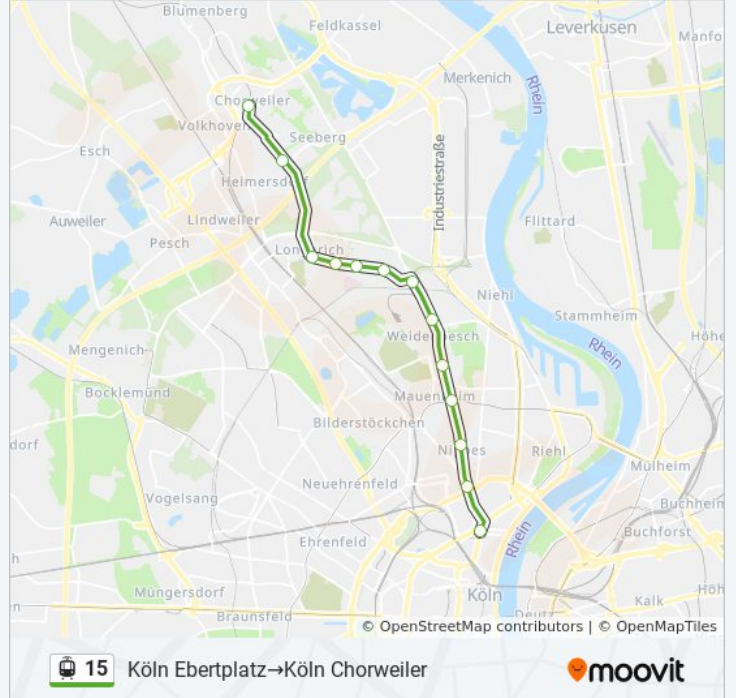 Blumenberg
Feldkassel
Leverkusen
Manfo
Merkenich
Chorweiler
Rhein
Volkhoven
Seeberg
Esch
Industriestraße
Heimersdorf
Auweiler
Lindweiler
Flittard
Pesch
Longerich
Niehl
Stammheim
Höhe
Weidenpesch
Rhein
Mengenich
Bocklemünd
Mauenheim
Bilderstöckchen
dorf
Nippes
Riehl
Mülheim
Neuehrenfeld
Vogelsang
Buchheim
Rhein
Buchforst
Ehrenfeld
h
Müngersdorf
Köln
Kalk
Höh
n
Braunsfeld
Deutz
© OpenStreetMap contributors | © OpenMapTiles
15 Köln Ebertplatz→Köln Chorweiler
moovit